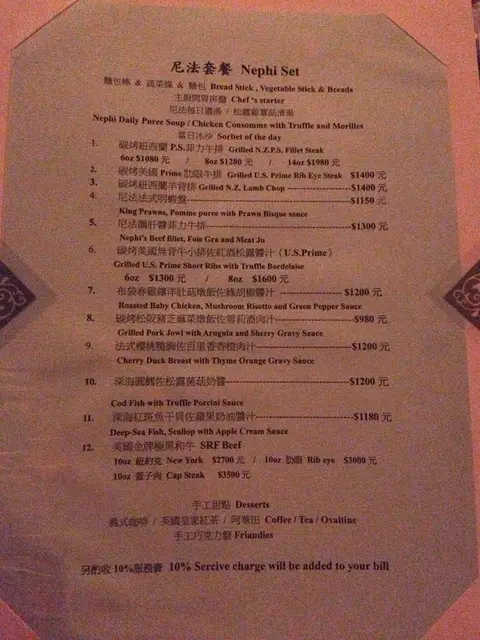 尼法套餐 Nephi Set
麵包棒 & 蔬菜條 & 麵包 Bread Stick , Vegetable Stick & Breads
主廚開胃拼盤 Chef 's starter
尼法每日濃湯 / 松露雞蕈菇清湯
Nephi Daily Puree Soup / Chicken Consomme with Truffle and Morilles
當日冰沙 Sorbet of the day
1. 碳烤紐西蘭 P.S.菲力牛排 Grilled N.Z.P.S. Fillet Steak
6oz $1080 元 / 8oz $1280 / 14oz $1980 元
2. 碳烤美國 Prime 肋眼牛排 Grilled U.S. Prime Rib Eye Steak $1400 元
3. 碳烤紐西蘭羊背排 Grilled N.Z. Lamb Chop ------------------$1400 元
4. 尼法法式明蝦盤------------------------------------------$1150 元
King Prawns, Pomme puree with Prawn Bisque sauce
5. 尼法鵝肝醬菲力牛排-------------------------------------$1300 元
Nephi's Beef fillet, Foie Gra and Meat Ju
6. 碳烤美國無骨牛小排佐紅酒松露醬汁 (U.S.Prime)
Grilled U.S. Prime Short Ribs with Truffle Bordelaise
6oz $1300 元 / 8oz $1600 元
7. 布袋春雞鑲洋肚菇燉飯佐綠胡椒醬汁 ----------------$1200 元
Roasted Baby Chicken, Mushroom Risotto and Green Pepper Sauce
8. 碳烤松阪豬芝麻菜燉飯佐雪莉酒肉汁-----------------$980 元
Grilled Pork Jowl with Arugula and Sherry Gravy Sauce
9. 法式櫻桃鴨胸佐百里香香橙肉汁---------------------$1200 元
Cherry Duck Breast with Thyme Orange Gravy Sauce
10. 深海圓鱈佐松露菌菇奶醬-----------------------------$1200 元
Cod Fish with Truffle Porcini Sauce
11. 深海紅斑魚干貝佐蘋果奶油醬汁----------------------$1180 元
Deep-Sea Fish, Scallop with Apple Cream Sauce
12. 美國金牌極黑和牛 SRF Beef
10oz 紐約克 New York $2700 元 / 10oz 肋眼 Rib eye $3000 元
10oz 蓋子肉 Cap Steak $3500 元
手工甜點 Desserts
義式咖啡 / 英國皇家紅茶 / 阿華田 Coffee / Tea / Ovaltine
手工巧克力盤 Friandies
另酌收 10%服務費 10% Sercive charge will be added to your bill